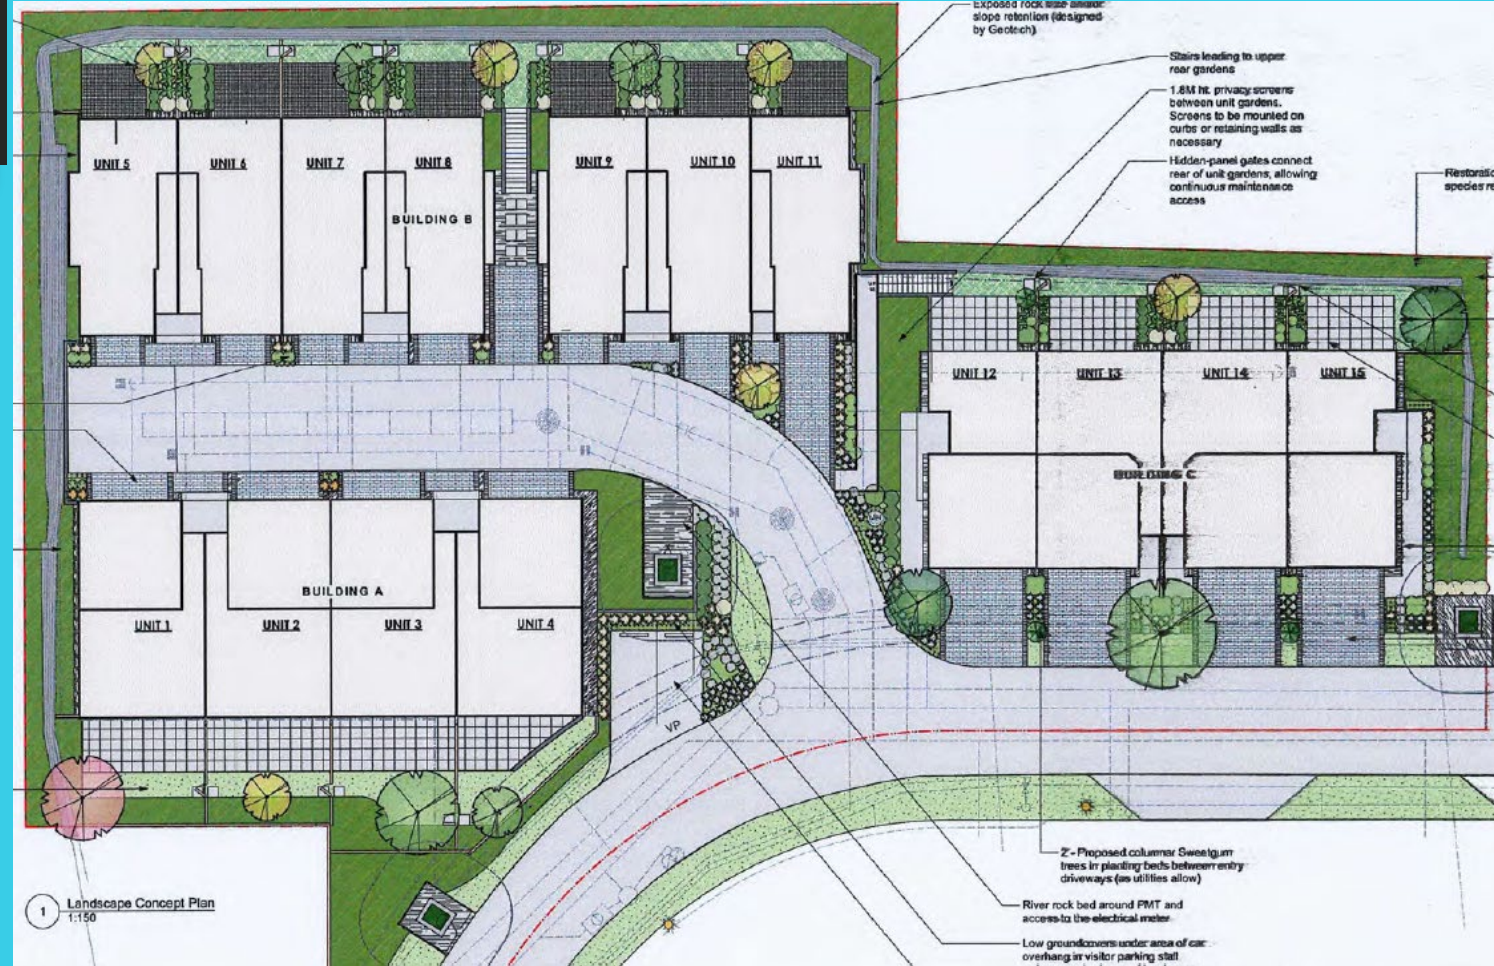 Exposed rock
slope retention (designed
by Geotech)
Stairs leading to upper
rear gardens
1.8M ht. privacy screens
between unit gardens.
Screens to be mounted on
curbs or retaining walls as
necessary
Hidden-panel gates connect
rear of unit gardens, allowing
continuous maintenance
access
species
UNIT 5
UNIT 6
UNIT 7
UNIT 8
UNIT 9
UNIT 10
UNIT 11
BUILDING B
UNIT 12
UNIT 13
UNIT 14
UNIT 15
BUILDING C
BUILDING A
UNIT 1
UNIT 2
UNIT 3
UNIT 4
VP
2 - Proposed columnar Sweetgum
trees in planting beds between entry
driveways (as utilities allow)
River rock bed around PMT and
access to the electrical meter
Low groundcovers under area of car
overhang in visitor parking stall
1 Landscape Concept Plan
1:150